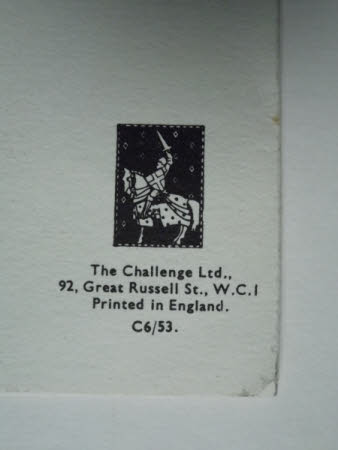 The Challenge Ltd.,
92, Great Russell St., W.C.1
Printed in England.
C6/53.